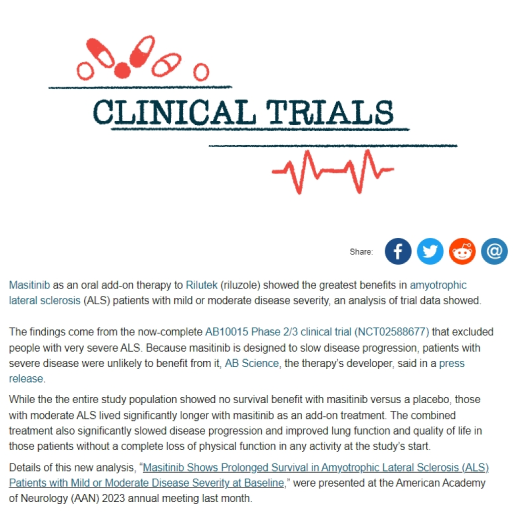 CLINICAL TRIALS
Share:
Masitinib as an oral add-on therapy to Rilutek (riluzole) showed the greatest benefits in amyotrophic
lateral sclerosis (ALS) patients with mild or moderate disease severity, an analysis of trial data showed.
The findings come from the now-complete AB10015 Phase 2/3 clinical trial (NCT02588677) that excluded
people with very severe ALS. Because masitinib is designed to slow disease progression, patients with
severe disease were unlikely to benefit from it, AB Science, the therapy's developer, said in a press
release.
While the the entire study population showed no survival benefit with masitinib versus a placebo, those
with moderate ALS lived significantly longer with masitinib as an add-on treatment. The combined
treatment also significantly slowed disease progression and improved lung function and quality of life in
those patients without a complete loss of physical function in any activity at the study's start.
Details of this new analysis, "Masitinib Shows Prolonged Survival in Amyotrophic Lateral Sclerosis (ALS)
Patients with Mild or Moderate Disease Severity at Baseline," were presented at the American Academy
of Neurology (AAN) 2023 annual meeting last month.